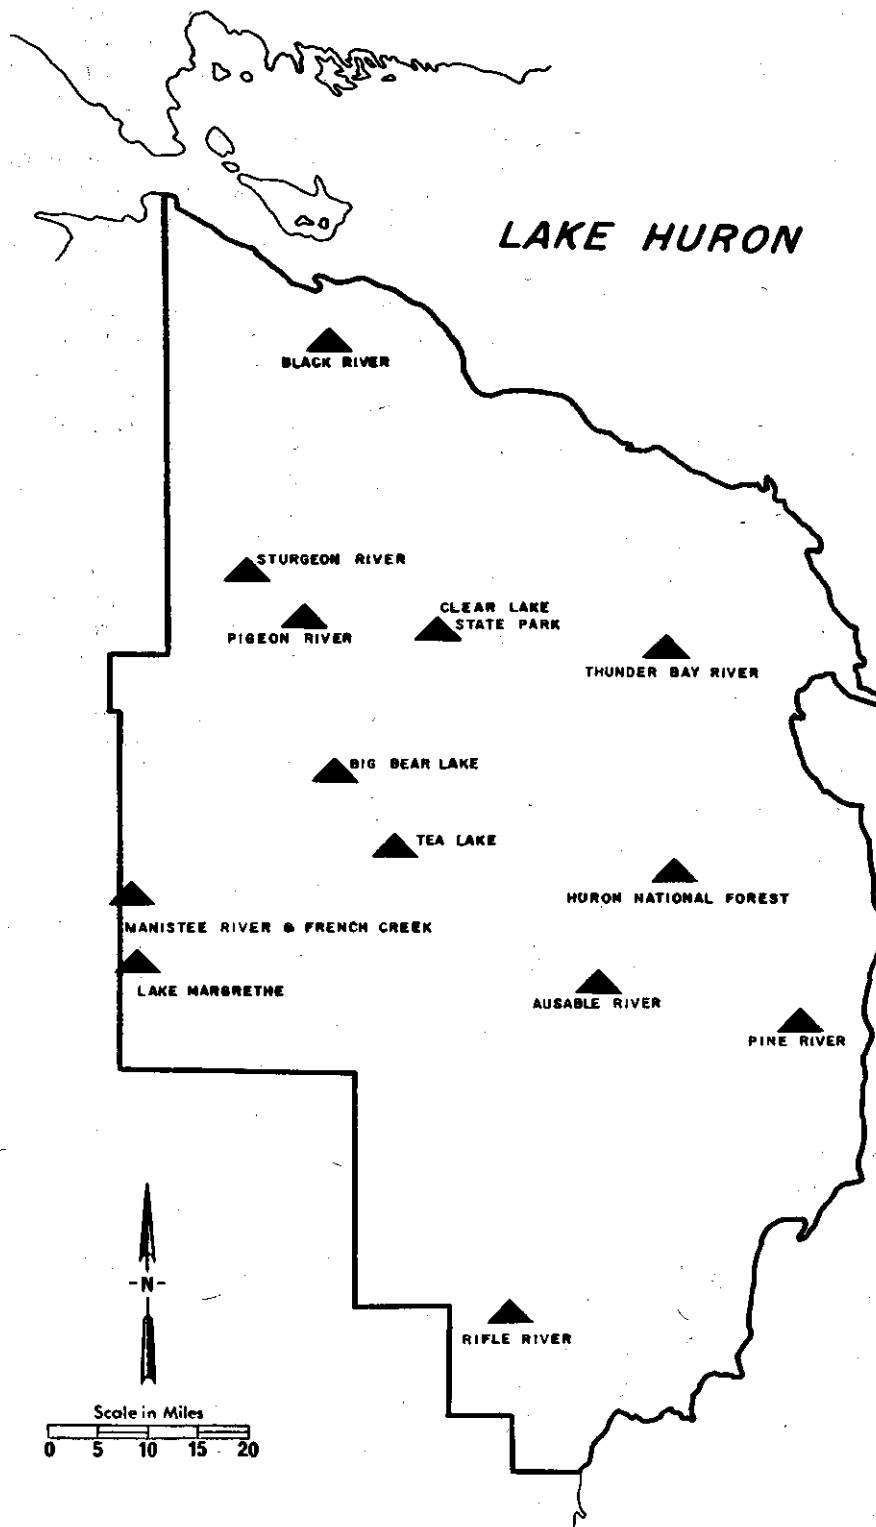 LAKE HURON
BLACK RIVER
STURGEON RIVER
CLEAR LAKE
STATE PARK
PIGEON RIVER
THUNDER BAY RIVER
BIG BEAR LAKE
TEA LAKE
HURON NATIONAL FOREST
MANISTEE RIVER & FRENCH CREEK
LAKE MARGRETHE
AUSABLE RIVER
PINE RIVER
-N-
RIFLE RIVER
Scale in Miles
0 5 10 15 20